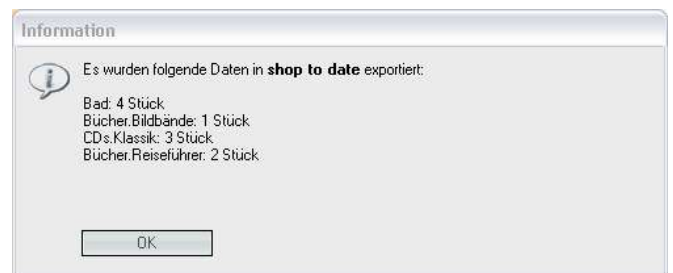 Information
Es wurden folgende Daten in shop to date exportiert:
Bad: 4 Stück
Bücher.Bildbände: 1 Stück
CDs.Klassik: 3 Stück
Bücher.Reiseführer: 2 Stück
OK